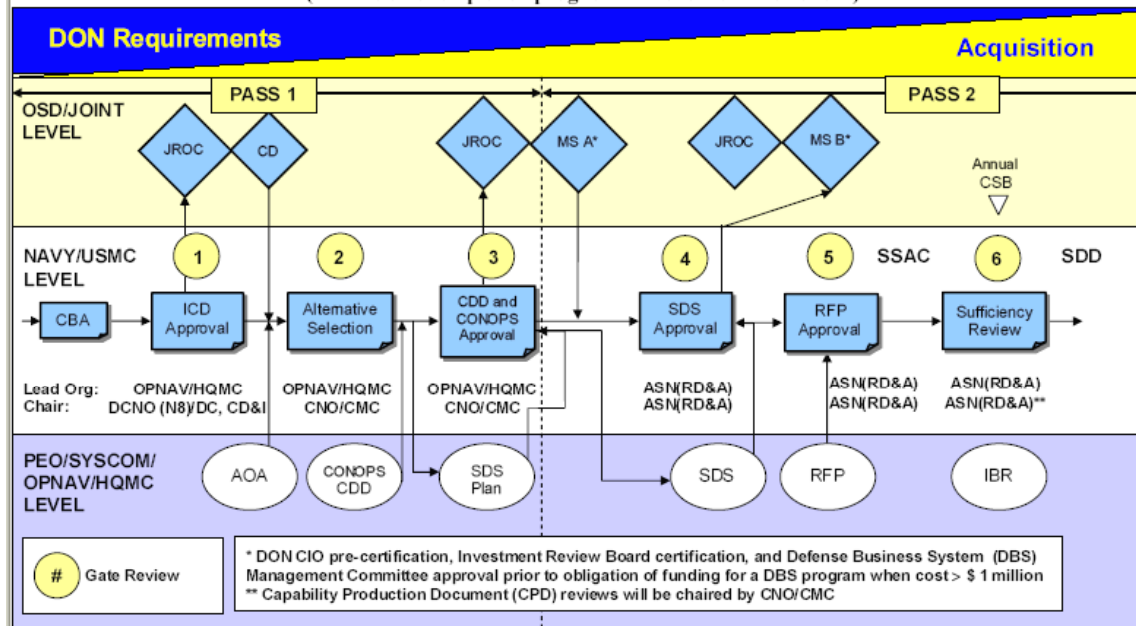 DON Requirements
Acquisition
PASS 1
PASS 2
OSD/JOINT
LEVEL
JROC
CD
JROC
MS A*
JROC
MS B*
Annual
CSB
NAVY/USMC
LEVEL
1
2
3
4
5
SSAC
6
SDD
CBA
ICD
Approval
Alternative
Selection
CDD and
CONOPS
Approval
SDS
Approval
RFP
Approval
Sufficiency
Review
Lead Org:
Chair:
OPNAV/HQMC
DCNO (N8)/DC, CD&I
OPNAV/HQMC
CNO/CMC
OPNAV/HQMC
CNO/CMC
ASN(RD&A)
ASN(RD&A)
ASN(RD&A)
ASN(RD&A)
ASN(RD&A)
ASN(RD&A)**
PEO/SYSCOM/
OPNAV/HQMC
LEVEL
AOA
CONOPS
CDD
SDS
Plan
SDS
RFP
IBR
# Gate Review
* DON CIO pre-certification, Investment Review Board certification, and Defense Business System (DBS)
Management Committee approval prior to obligation of funding for a DBS program when cost > $ 1 million
** Capability Production Document (CPD) reviews will be chaired by CNO/CMC